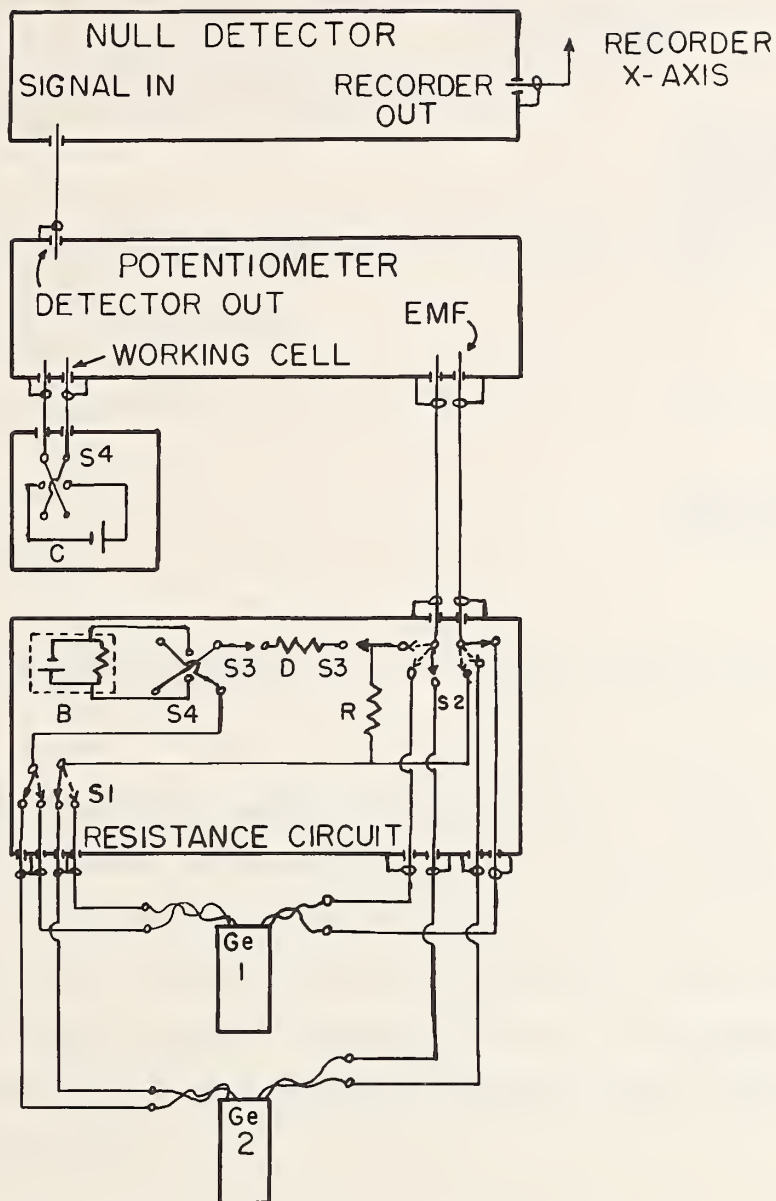 NULL DETECTOR
SIGNAL IN
RECORDER
OUT
RECORDER
X-AXIS
POTENTIOMETER
DETECTOR OUT
EMF
WORKING CELL
S4
C
B
S4
S3
D
S3
R
S2
S1
RESISTANCE CIRCUIT
Ge
1
Ge
2